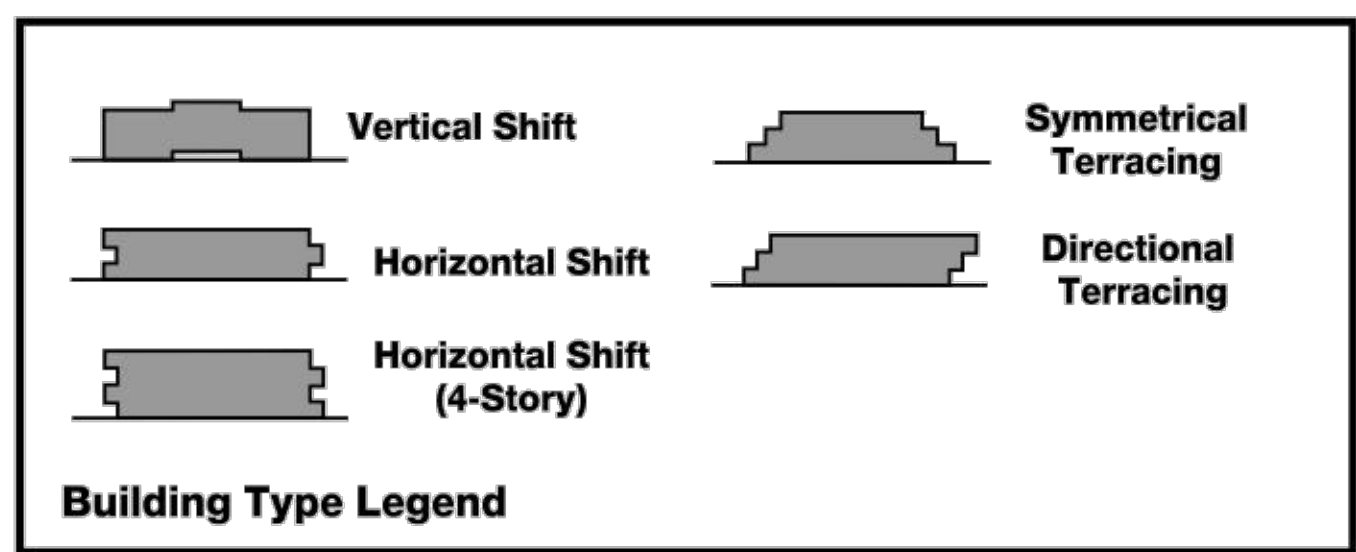 Vertical Shift
Horizontal Shift
Horizontal Shift
(4-Story)
Symmetrical
Terracing
Directional
Terracing
Building Type Legend